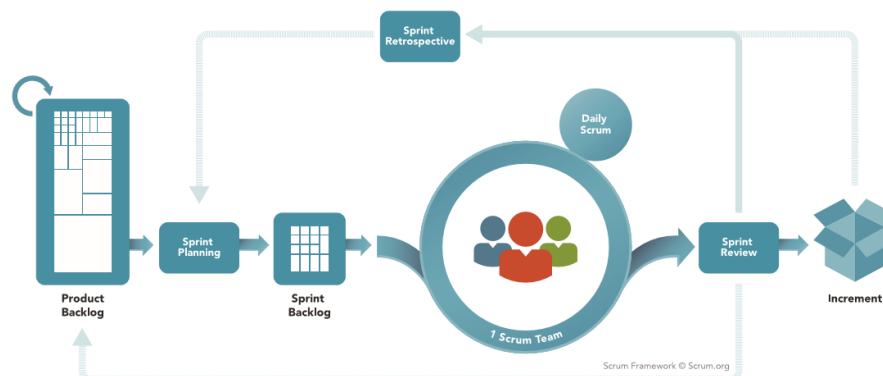 Sprint
Retrospective
Daily
Scrum
Sprint
Planning
Sprint
Review
Product
Backlog
Sprint
Backlog
Increment
1 Scrum Team
Scrum Framework © Scrum.org